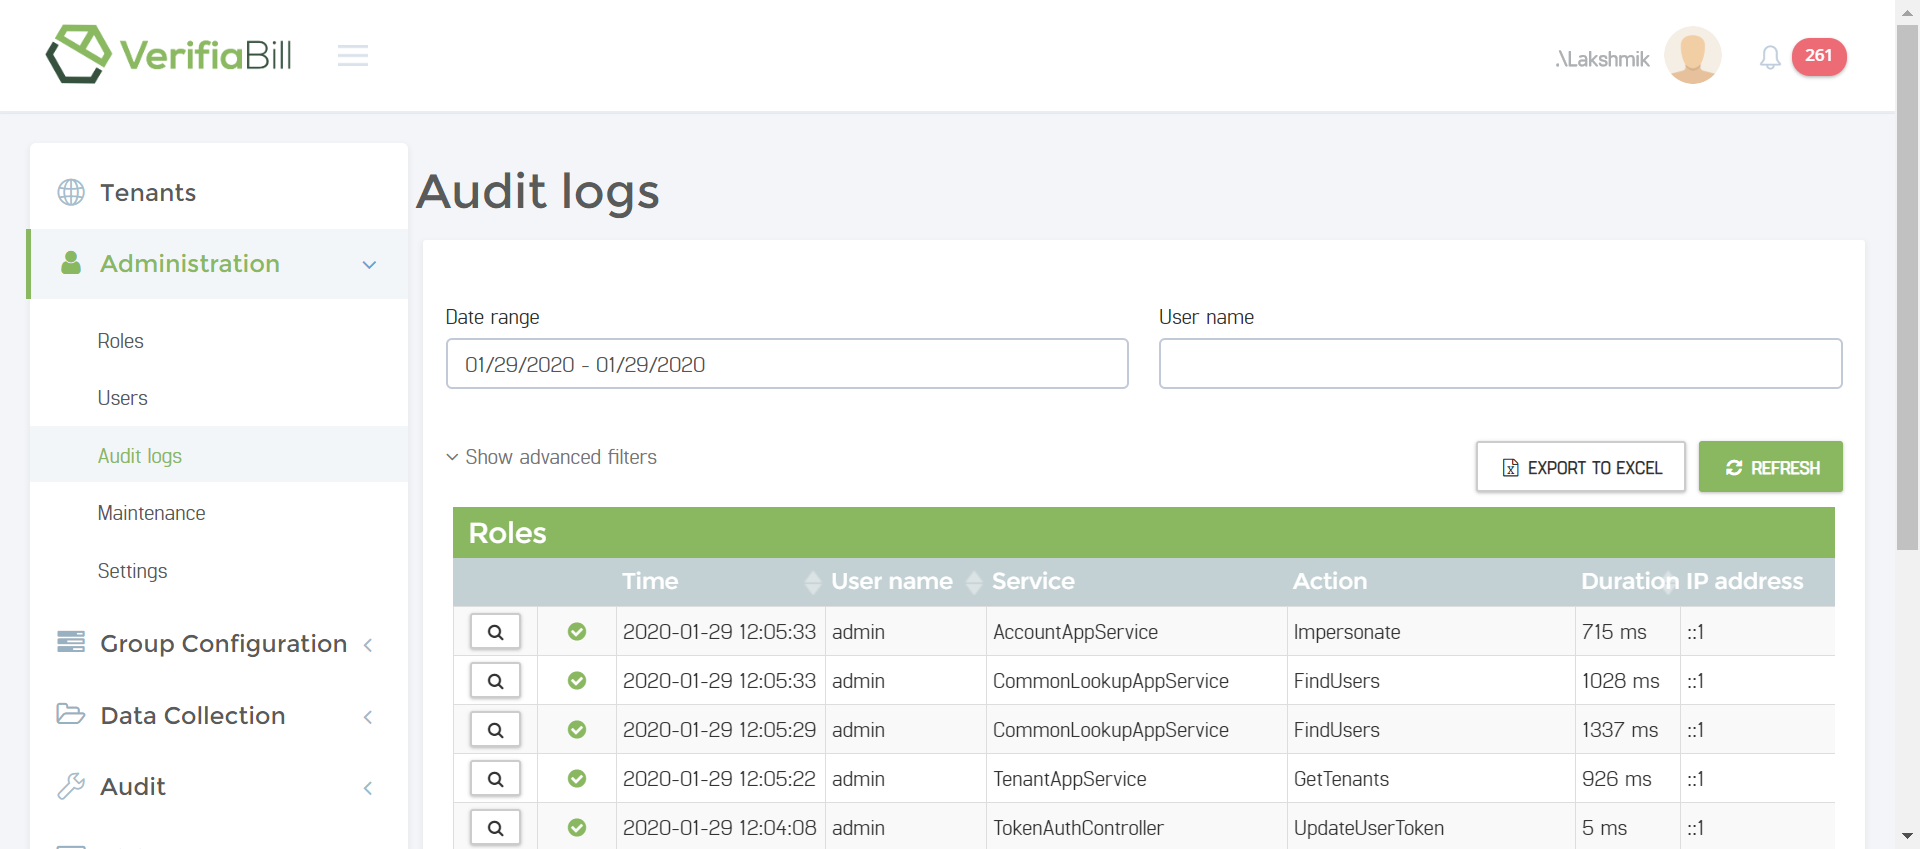 VerifiaBill
.\Lakshmik
261
Tenants
Administration
Roles
Users
Audit logs
Maintenance
Settings
Group Configuration
Data Collection
Audit
Audit logs
Date range
User name
01/29/2020 - 01/29/2020
Show advanced filters
EXPORT TO EXCEL
REFRESH
Roles
Time User name Service Action Duration IP address
2020-01-29 12:05:33 admin AccountAppService Impersonate 715 ms ::1
2020-01-29 12:05:33 admin CommonLookupAppService FindUsers 1028 ms ::1
2020-01-29 12:05:29 admin CommonLookupAppService FindUsers 1337 ms ::1
2020-01-29 12:05:22 admin TenantAppService GetTenants 926 ms ::1
2020-01-29 12:04:08 admin TokenAuthController UpdateUserToken 5 ms ::1